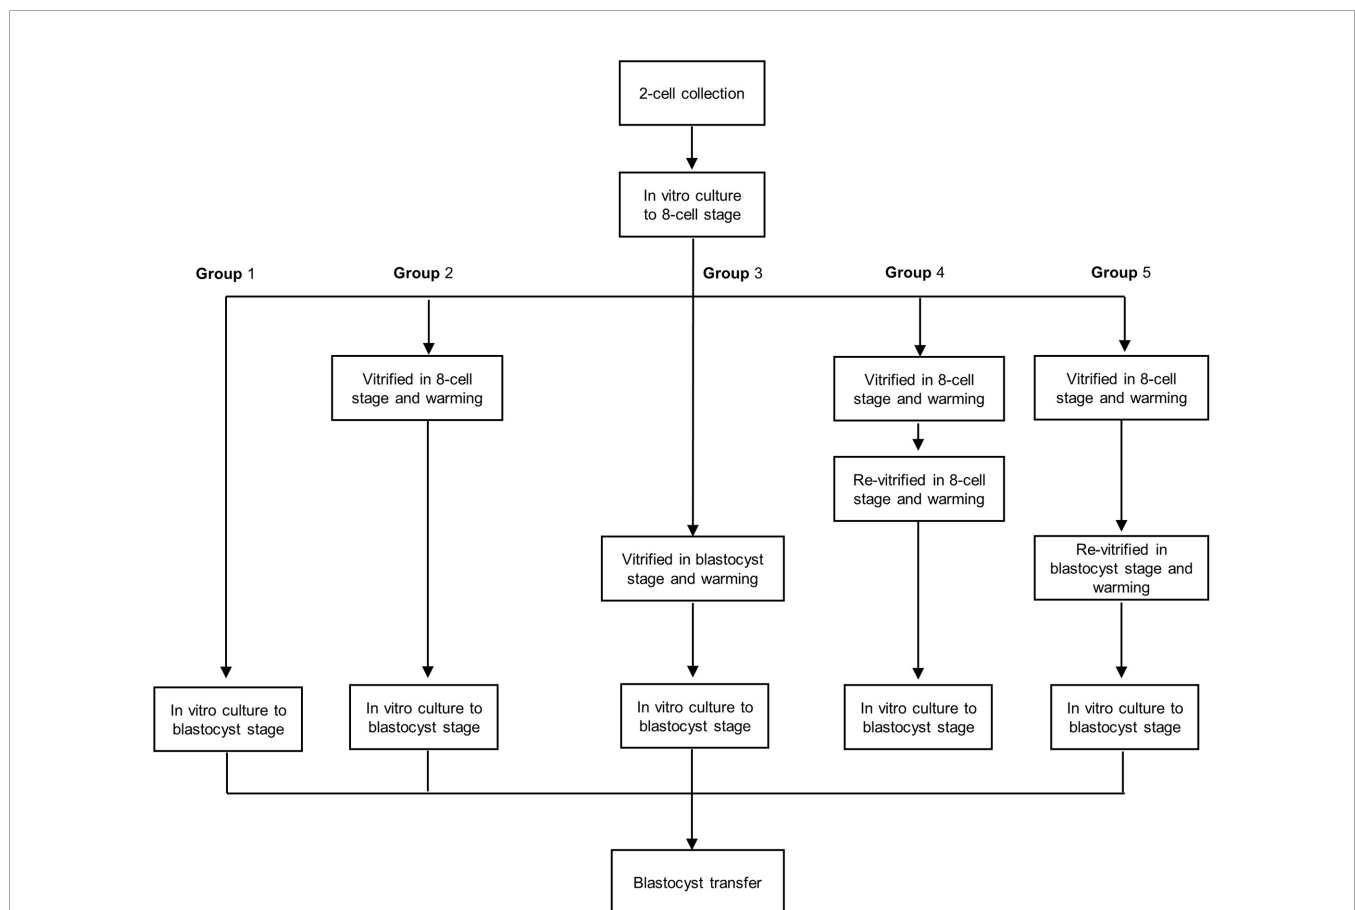 2-cell collection
In vitro culture
to 8-cell stage
Group 1
Group 2
Group 3
Group 4
Group 5
Vitrified in 8-cell
stage and warming
Vitrified in 8-cell
stage and warming
Vitrified in 8-cell
stage and warming
Re-vitrified in 8-cell
stage and warming
Vitrified in blastocyst
stage and warming
Re-vitrified in
blastocyst stage and
warming
In vitro culture to
blastocyst stage
In vitro culture to
blastocyst stage
In vitro culture to
blastocyst stage
In vitro culture to
blastocyst stage
In vitro culture to
blastocyst stage
Blastocyst transfer